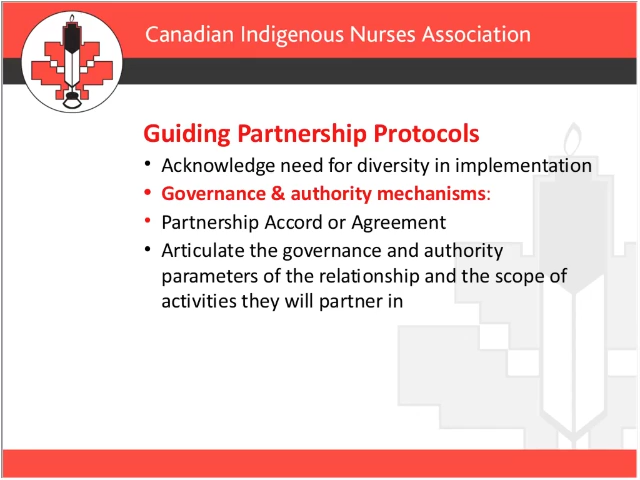 Canadian Indigenous Nurses Association
Guiding Partnership Protocols
• Acknowledge need for diversity in implementation
• Governance & authority mechanisms:
• Partnership Accord or Agreement
• Articulate the governance and authority
parameters of the relationship and the scope of
activities they will partner in